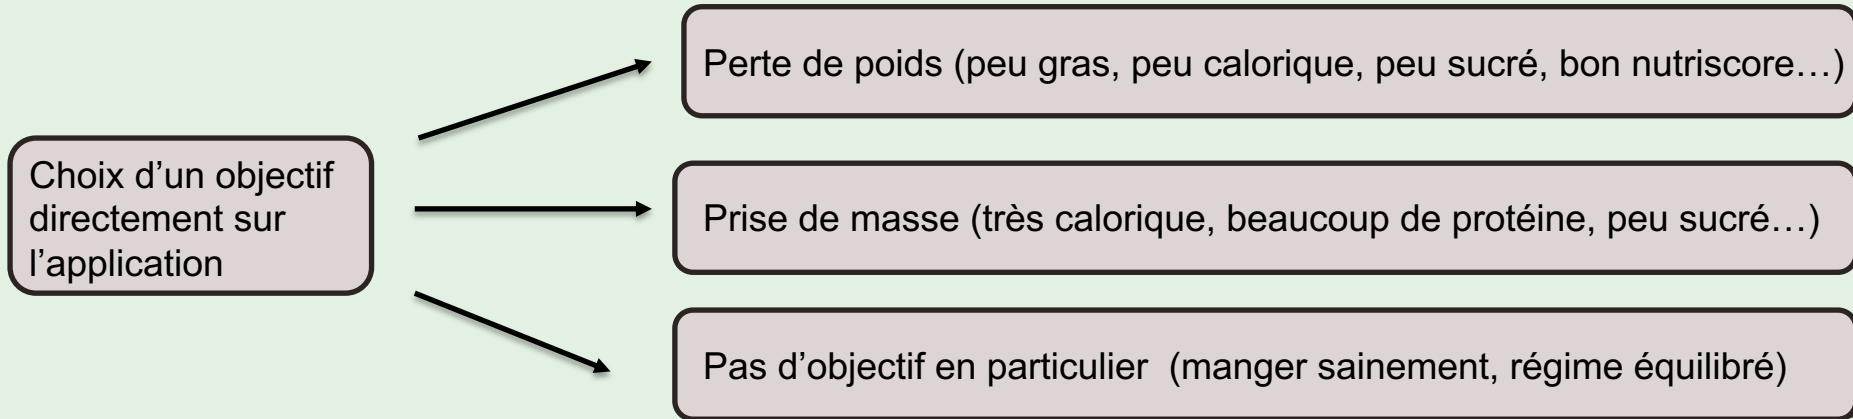 Perte de poids (peu gras, peu calorique, peu sucré, bon nutriscore…)
Choix d’un objectif
directement sur
l’application
Prise de masse (très calorique, beaucoup de protéine, peu sucré…)
Pas d’objectif en particulier  (manger sainement, régime équilibré)